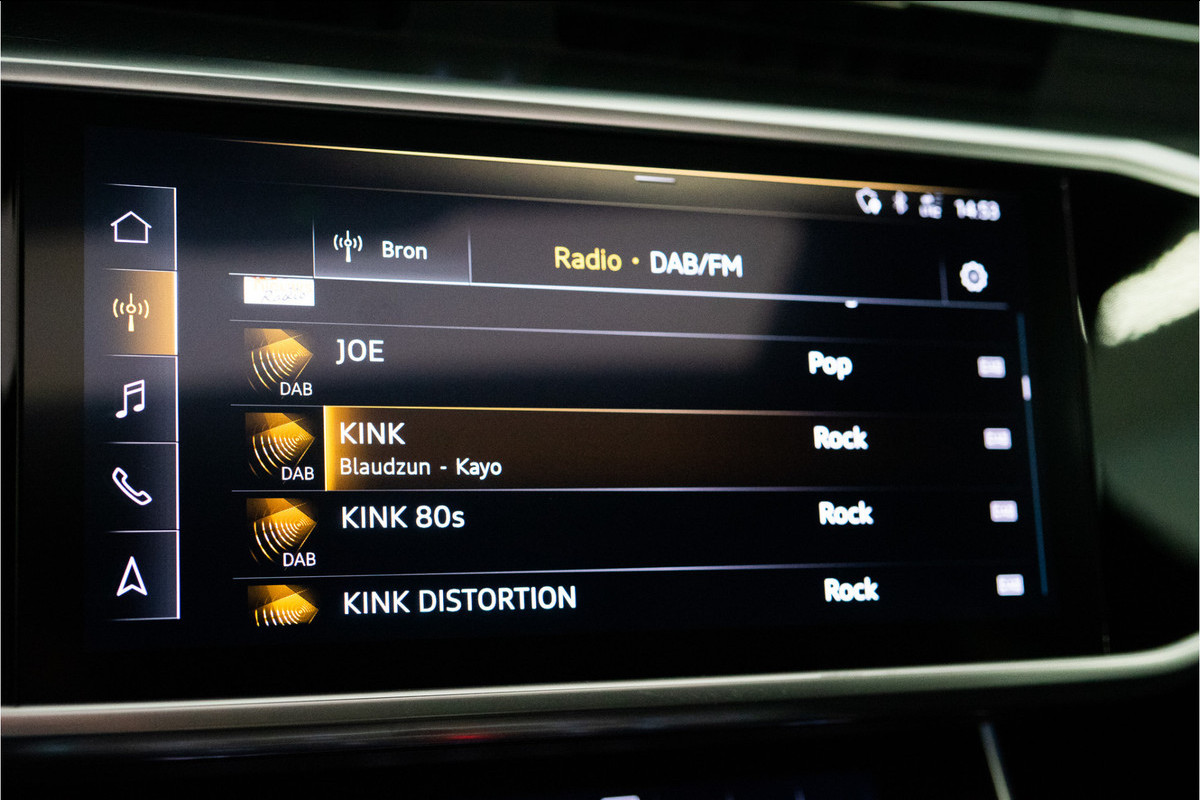 14:53
Bron
Radio • DAB/FM
JOE
Pop
DAB
KINK
Rock
Blaudzun - Kayo
DAB
KINK 80s
Rock
DAB
KINK DISTORTION
Rock